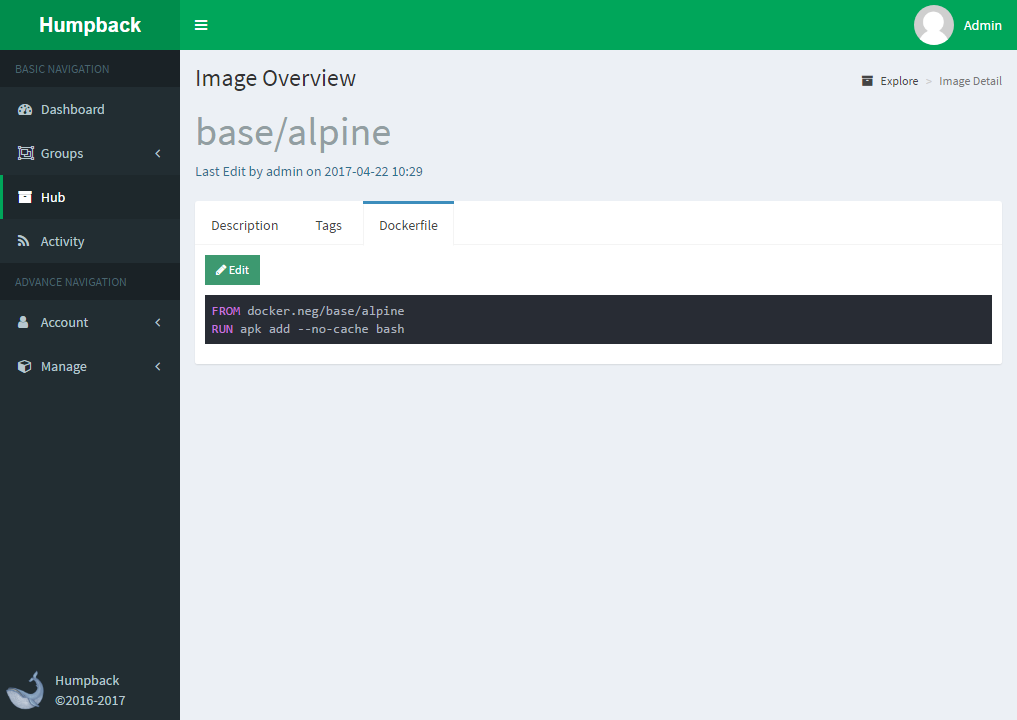 Humpback
Admin
BASIC NAVIGATION
Dashboard
Groups
Hub
Activity
ADVANCE NAVIGATION
Account
Manage
Humpback
©2016-2017
Image Overview
Explore > Image Detail
base/alpine
Last Edit by admin on 2017-04-22 10:29
Description Tags Dockerfile
Edit
FROM docker.neg/base/alpine
RUN apk add --no-cache bash